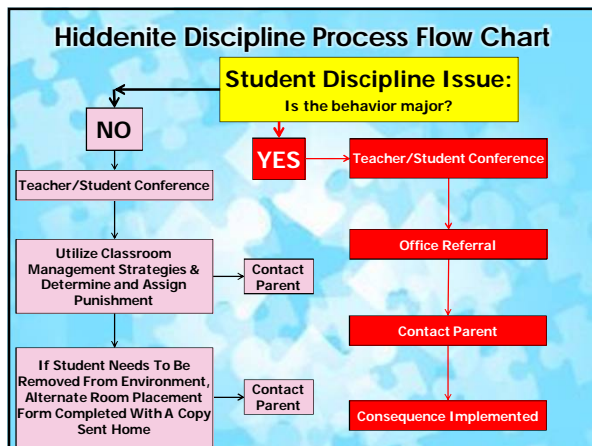 Hiddenite Discipline Process Flow Chart
Student Discipline Issue:
Is the behavior major?
NO
YES
Teacher/Student Conference
Teacher/Student Conference
Utilize Classroom
Management Strategies &
Determine and Assign
Punishment
Contact
Parent
Office Referral
Contact Parent
If Student Needs To Be
Removed From Environment,
Alternate Room Placement
Form Completed With A Copy
Sent Home
Contact
Parent
Consequence Implemented